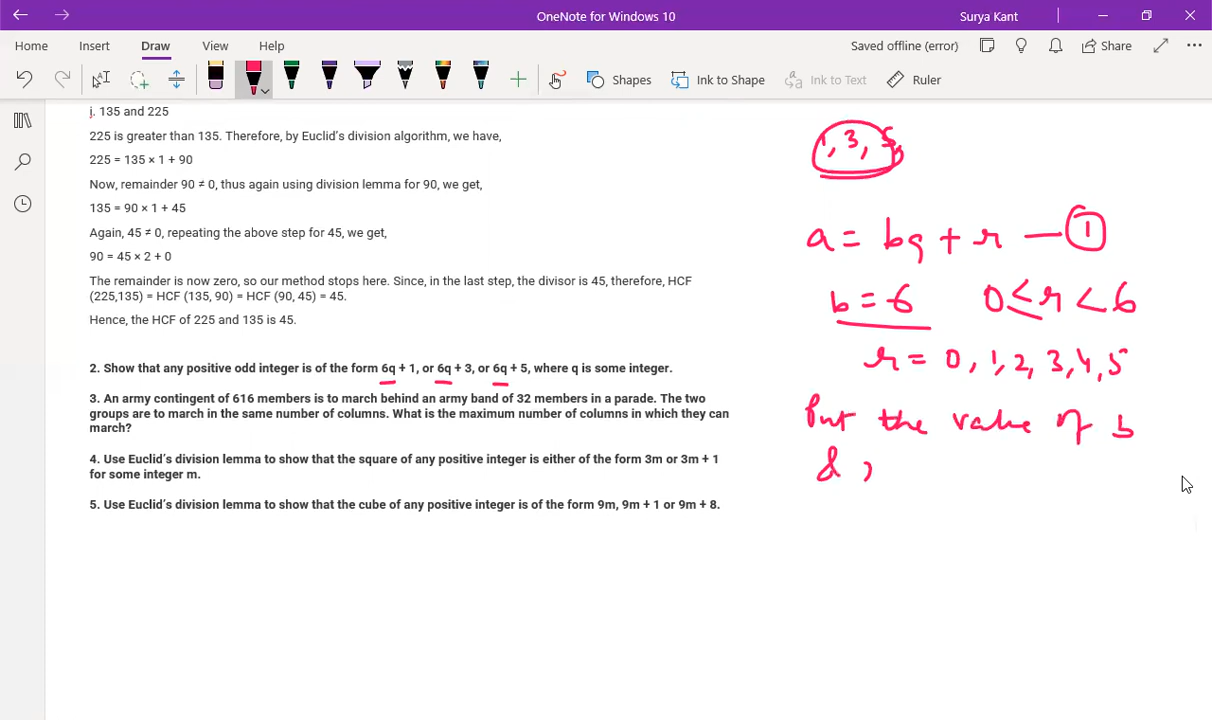 OneNote for Windows 10
Surya Kant
Home Insert Draw View Help
Saved offline (error)
Share
Shapes
Ink to Shape
Ink to Text
Ruler
j. 135 and 225
225 is greater than 135. Therefore, by Euclid's division algorithm, we have,
225 = 135 × 1 + 90
Now, remainder 90 ≠ 0, thus again using division lemma for 90, we get,
135 = 90 × 1 + 45
Again, 45 ≠ 0, repeating the above step for 45, we get,
90 = 45 × 2 + 0
The remainder is now zero, so our method stops here. Since, in the last step, the divisor is 45, therefore, HCF
(225,135) = HCF (135, 90) = HCF (90, 45) = 45.
Hence, the HCF of 225 and 135 is 45.
2. Show that any positive odd integer is of the form 6q + 1, or 6q + 3, or 6q + 5, where q is some integer.
3. An army contingent of 616 members is to march behind an army band of 32 members in a parade. The two
groups are to march in the same number of columns. What is the maximum number of columns in which they can
march?
4. Use Euclid's division lemma to show that the square of any positive integer is either of the form 3m or 3m + 1
for some integer m.
5. Use Euclid's division lemma to show that the cube of any positive integer is of the form 9m, 9m + 1 or 9m + 8.
1, 3, 5,
a = bq + r — 1
b = 6 0 ≤ r < 6
r = 0, 1, 2, 3, 4, 5
Put the value of b
&